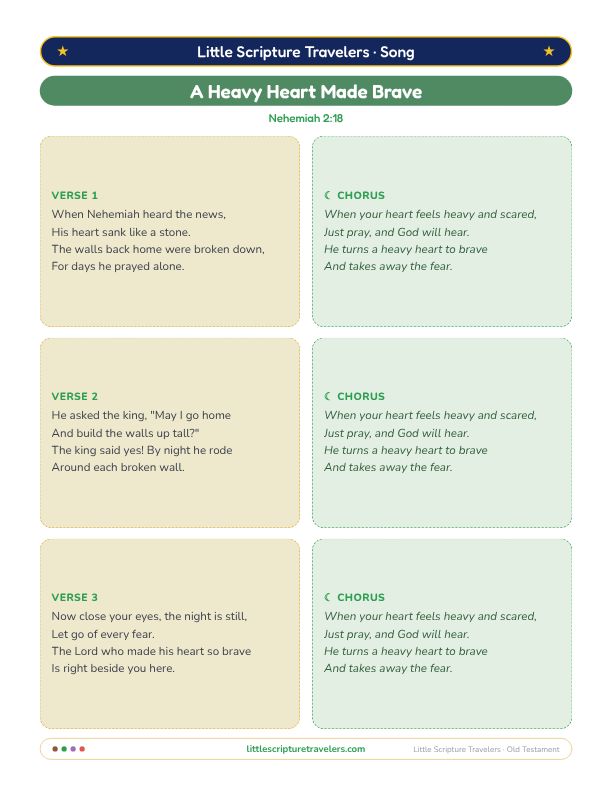 Little Scripture Travelers · Song
A Heavy Heart Made Brave
Nehemiah 2:18
VERSE 1
When Nehemiah heard the news,
His heart sank like a stone.
The walls back home were broken down,
For days he prayed alone.
CHORUS
When your heart feels heavy and scared,
Just pray, and God will hear.
He turns a heavy heart to brave
And takes away the fear.
VERSE 2
He asked the king, "May I go home
And build the walls up tall?"
The king said yes! By night he rode
Around each broken wall.
CHORUS
When your heart feels heavy and scared,
Just pray, and God will hear.
He turns a heavy heart to brave
And takes away the fear.
VERSE 3
Now close your eyes, the night is still,
Let go of every fear.
The Lord who made his heart so brave
Is right beside you here.
CHORUS
When your heart feels heavy and scared,
Just pray, and God will hear.
He turns a heavy heart to brave
And takes away the fear.
littlescripturetravelers.com
Little Scripture Travelers · Old Testament